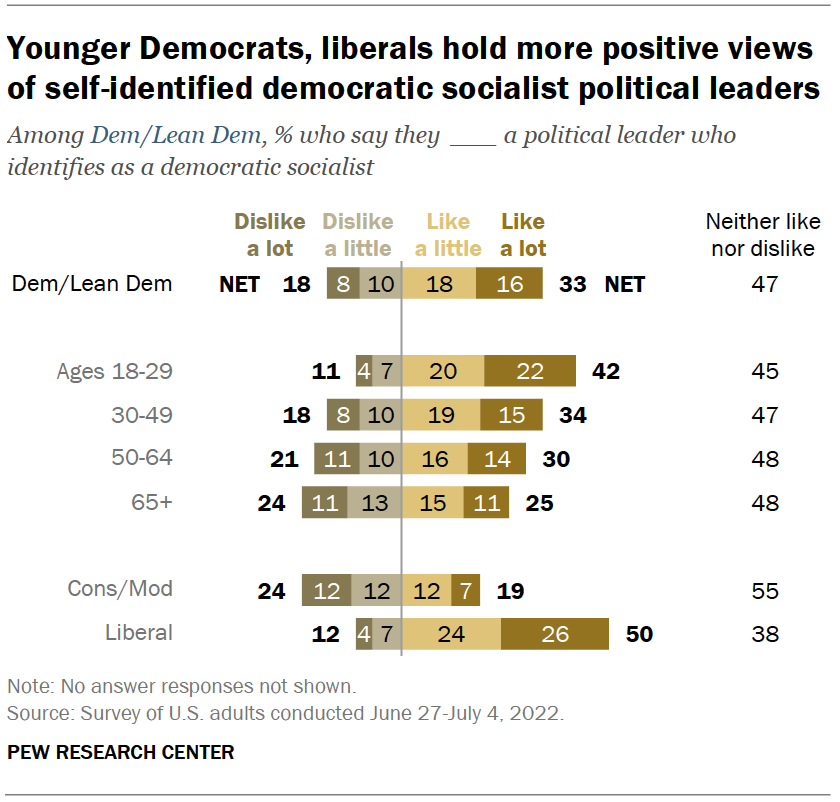 Younger Democrats, liberals hold more positive views
of self-identified democratic socialist political leaders
Among Dem/Lean Dem, % who say they ____ a political leader who
identifies as a democratic socialist
Dislike a lot Dislike a little Like a little Like a lot Neither like nor dislike
Dem/Lean Dem NET 18 8 10 18 16 33 NET 47
Ages 18-29 11 4 7 20 22 42 45
30-49 18 8 10 19 15 34 47
50-64 21 11 10 16 14 30 48
65+ 24 11 13 15 11 25 48
Cons/Mod 24 12 12 12 7 19 55
Liberal 12 4 7 24 26 50 38
Note: No answer responses not shown.
Source: Survey of U.S. adults conducted June 27-July 4, 2022.
PEW RESEARCH CENTER